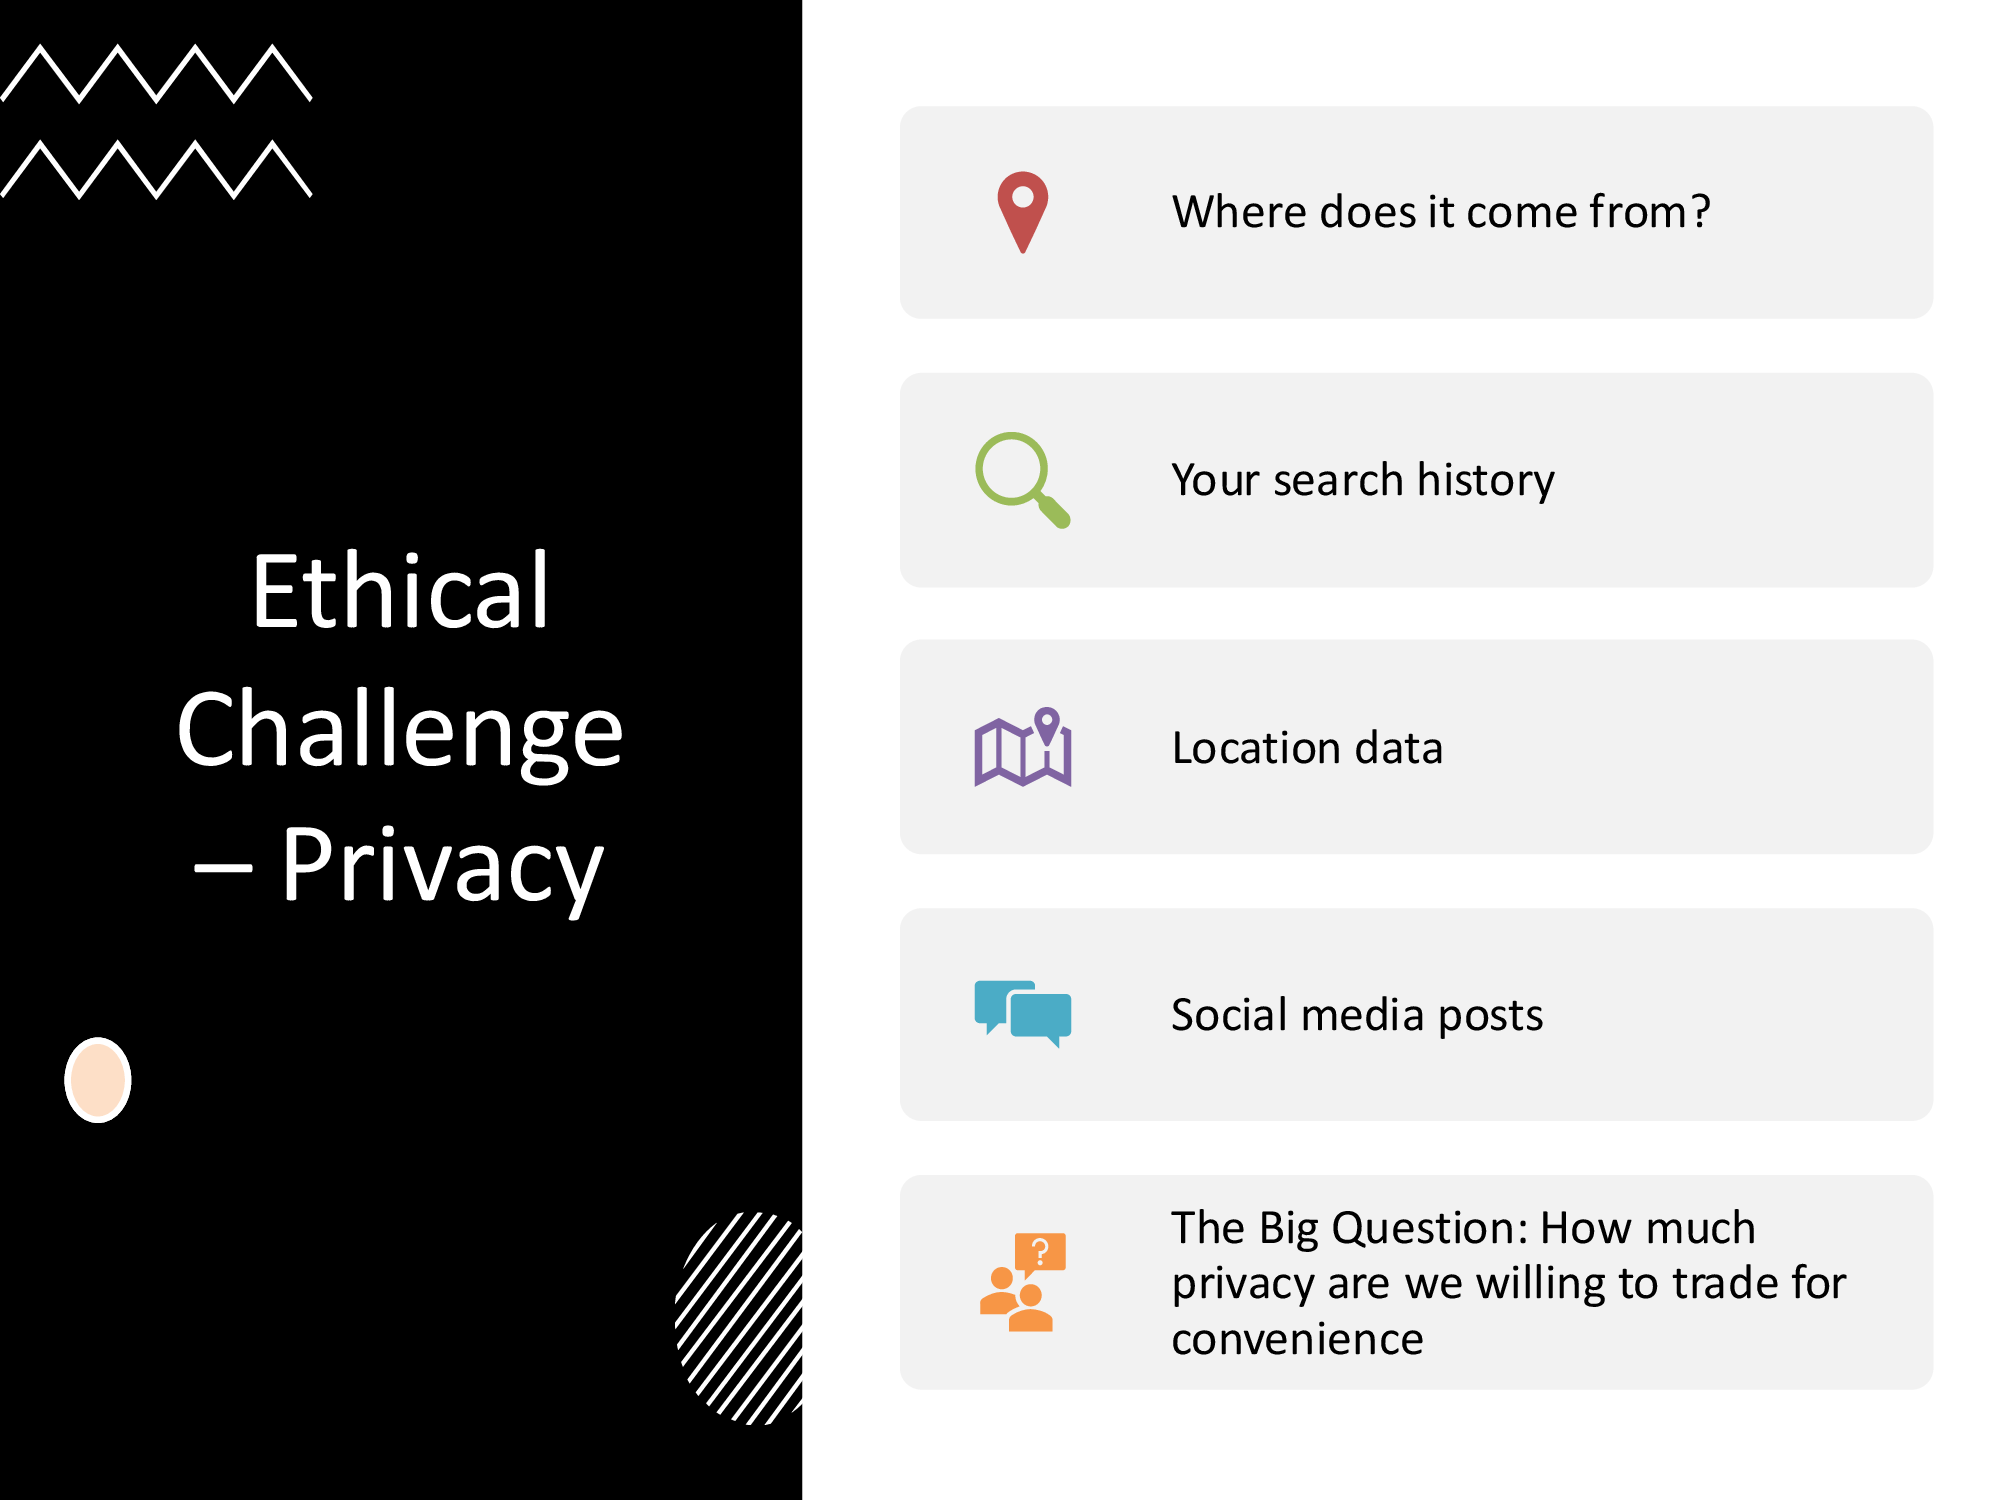 Ethical
Challenge
– Privacy
Where does it come from?
Your search history
Location data
Social media posts
?
The Big Question: How much
privacy are we willing to trade for
convenience